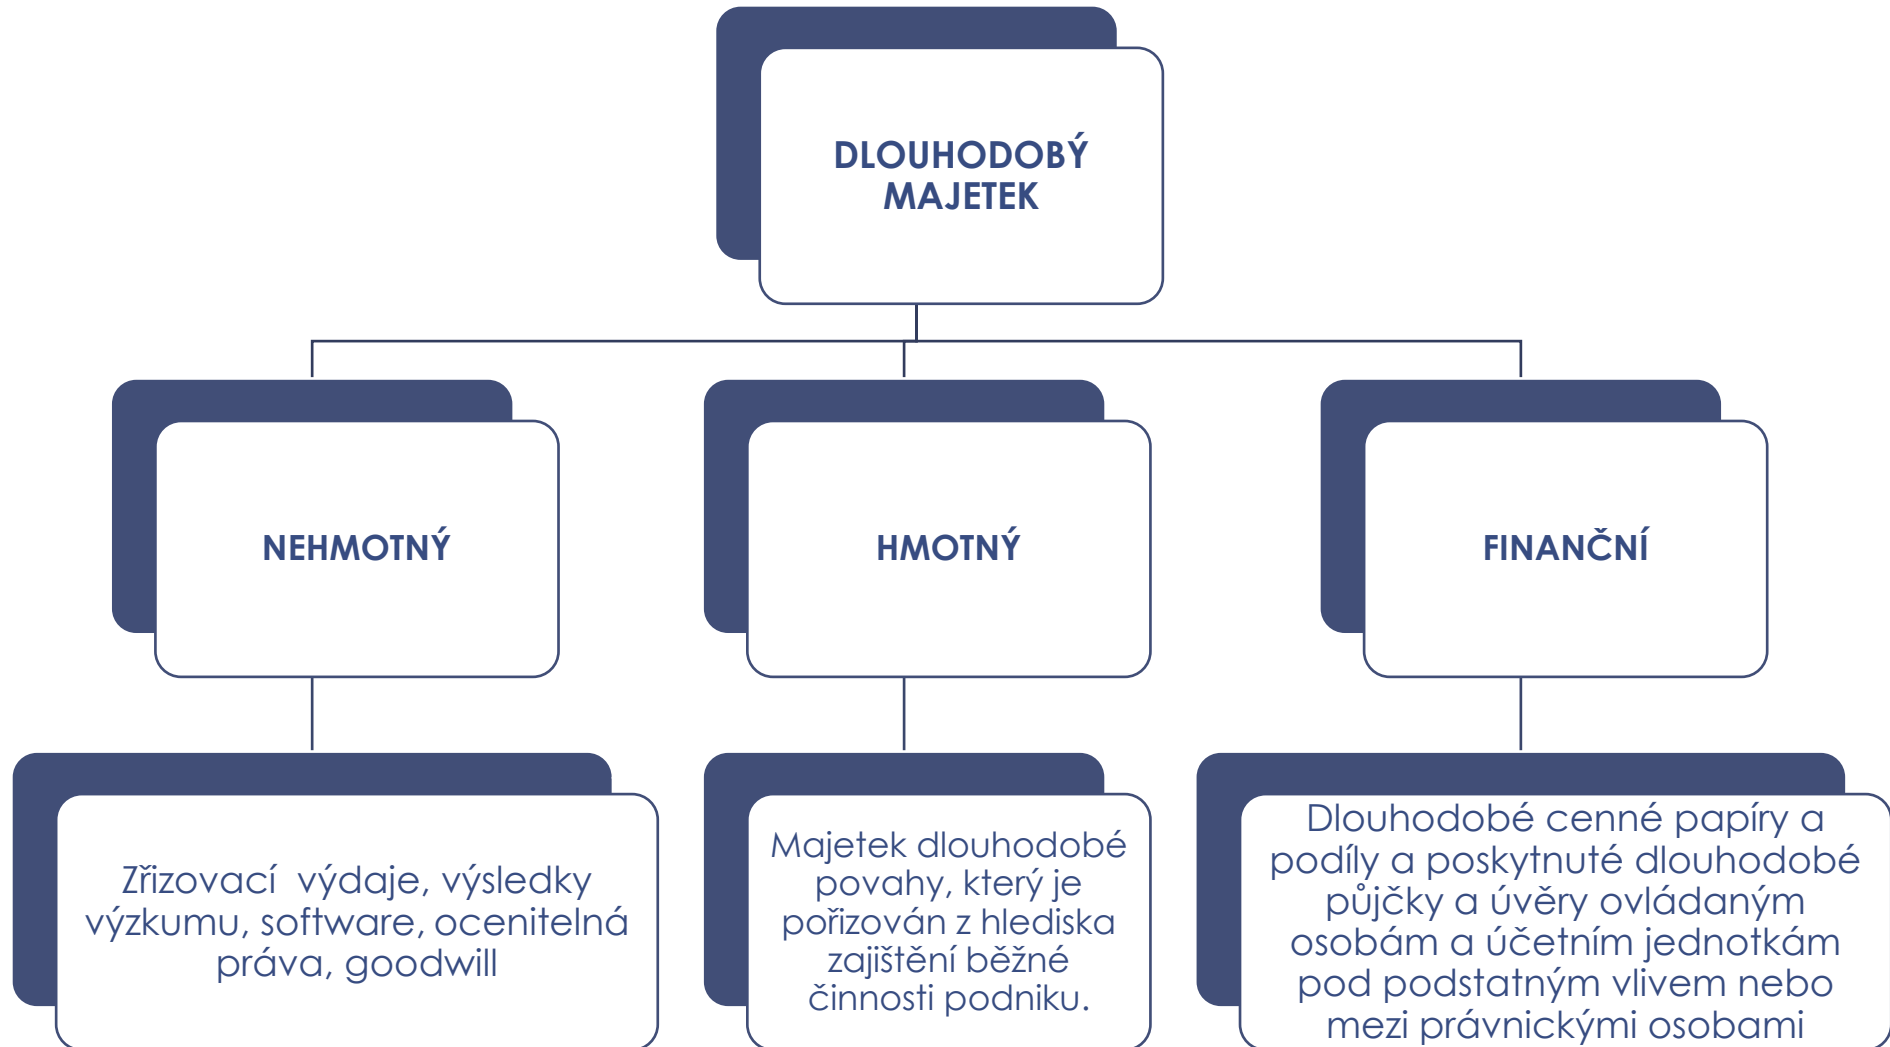 DLOUHODOBÝ
MAJETEK
NEHMOTNÝ
HMOTNÝ
FINANČNÍ
Zřizovací  výdaje, výsledky
výzkumu, software, ocenitelná
práva, goodwill
Majetek dlouhodobé
povahy, který je
pořizován z hlediska
zajištění běžné
činnosti podniku.
Dlouhodobé cenné papíry a
podíly a poskytnuté dlouhodobé
půjčky a úvěry ovládaným
osobám a účetním jednotkám
pod podstatným vlivem nebo
mezi právnickými osobami